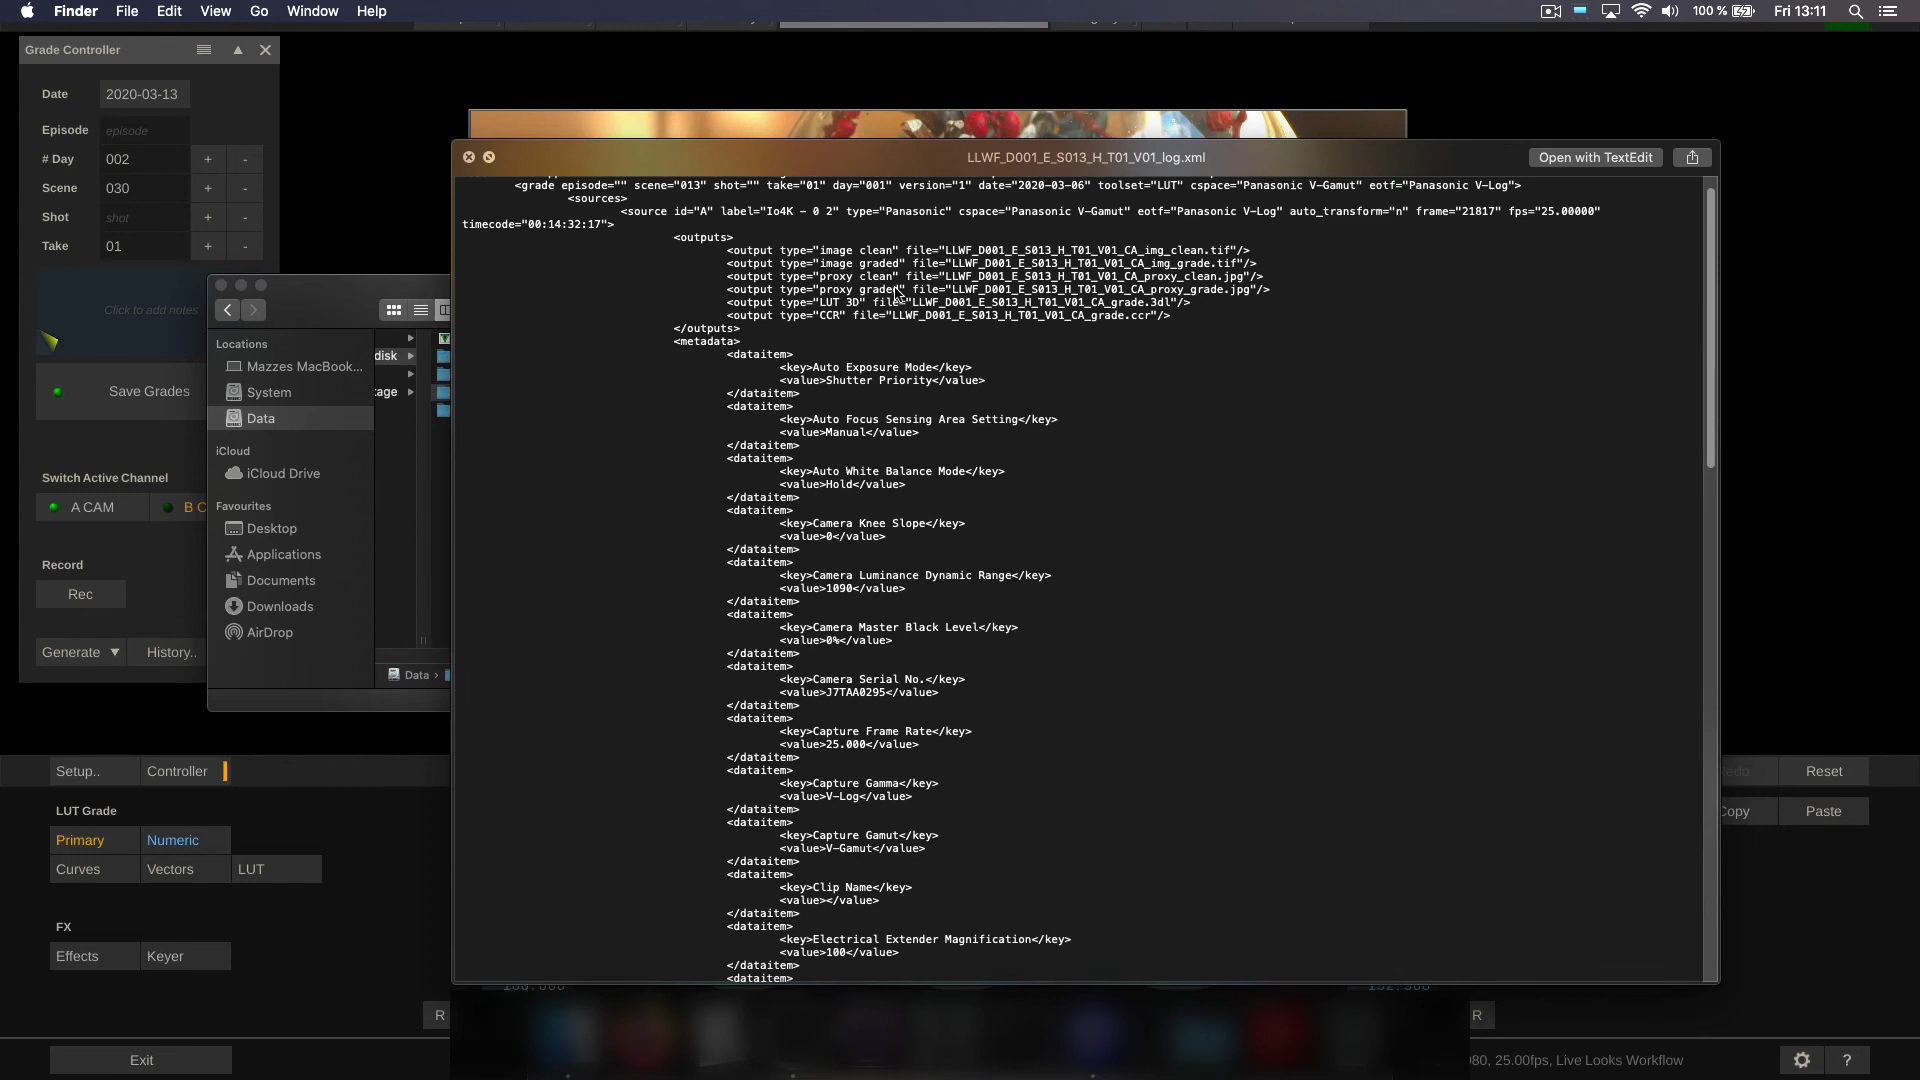 Finder File Edit View Go Window Help
100 % Fri 13:11
Grade Controller
Date 2020-03-13
Episode episode
# Day 002 + -
Scene 030 + -
Shot shot + -
Take 01 + -
Click to add notes
Save Grades
Switch Active Channel
A CAM B C
Record
Rec
Generate ▼ History..
Locations
Mazzes MacBook...
System
Data
iCloud
iCloud Drive
Favourites
Desktop
Applications
Documents
Downloads
AirDrop
disk
tage
Data ›
LLWF_D001_E_S013_H_T01_V01_log.xml
Open with TextEdit
<grade episode="" scene="013" shot="" take="01" day="001" version="1" date="2020-03-06" toolset="LUT" cspace="Panasonic V-Gamut" eotf="Panasonic V-Log">
<sources>
<source id="A" label="Io4K - 0 2" type="Panasonic" cspace="Panasonic V-Gamut" eotf="Panasonic V-Log" auto_transform="n" frame="21817" fps="25.00000"
timecode="00:14:32:17">
<outputs>
<output type="image clean" file="LLWF_D001_E_S013_H_T01_V01_CA_img_clean.tif"/>
<output type="image graded" file="LLWF_D001_E_S013_H_T01_V01_CA_img_grade.tif"/>
<output type="proxy clean" file="LLWF_D001_E_S013_H_T01_V01_CA_proxy_clean.jpg"/>
<output type="proxy graded" file="LLWF_D001_E_S013_H_T01_V01_CA_proxy_grade.jpg"/>
<output type="LUT 3D" file="LLWF_D001_E_S013_H_T01_V01_CA_grade.3dl"/>
<output type="CCR" file="LLWF_D001_E_S013_H_T01_V01_CA_grade.ccr"/>
</outputs>
<metadata>
<dataitem>
<key>Auto Exposure Mode</key>
<value>Shutter Priority</value>
</dataitem>
<dataitem>
<key>Auto Focus Sensing Area Setting</key>
<value>Manual</value>
</dataitem>
<dataitem>
<key>Auto White Balance Mode</key>
<value>Hold</value>
</dataitem>
<dataitem>
<key>Camera Knee Slope</key>
<value>0</value>
</dataitem>
<dataitem>
<key>Camera Luminance Dynamic Range</key>
<value>1090</value>
</dataitem>
<dataitem>
<key>Camera Master Black Level</key>
<value>0%</value>
</dataitem>
<dataitem>
<key>Camera Serial No.</key>
<value>J7TAA0295</value>
</dataitem>
<dataitem>
<key>Capture Frame Rate</key>
<value>25.000</value>
</dataitem>
<dataitem>
<key>Capture Gamma</key>
<value>V-Log</value>
</dataitem>
<dataitem>
<key>Capture Gamut</key>
<value>V-Gamut</value>
</dataitem>
<dataitem>
<key>Clip Name</key>
<value></value>
</dataitem>
<dataitem>
<key>Electrical Extender Magnification</key>
<value>100</value>
</dataitem>
<dataitem>
Setup.. Controller
Reset
LUT Grade
Primary Numeric
Curves Vectors LUT
Copy Paste
FX
Effects Keyer
R R
Exit
80, 25.00fps, Live Looks Workflow
?